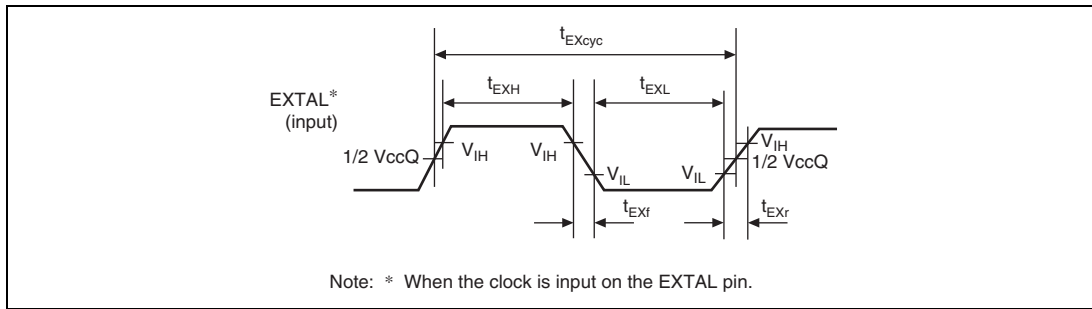 tEXcyc
tEXH
tEXL
EXTAL*
(input)
1/2 VccQ
VIH
VIH
VIL
VIL
VIH
1/2 VccQ
tEXf
tEXr
Note: * When the clock is input on the EXTAL pin.